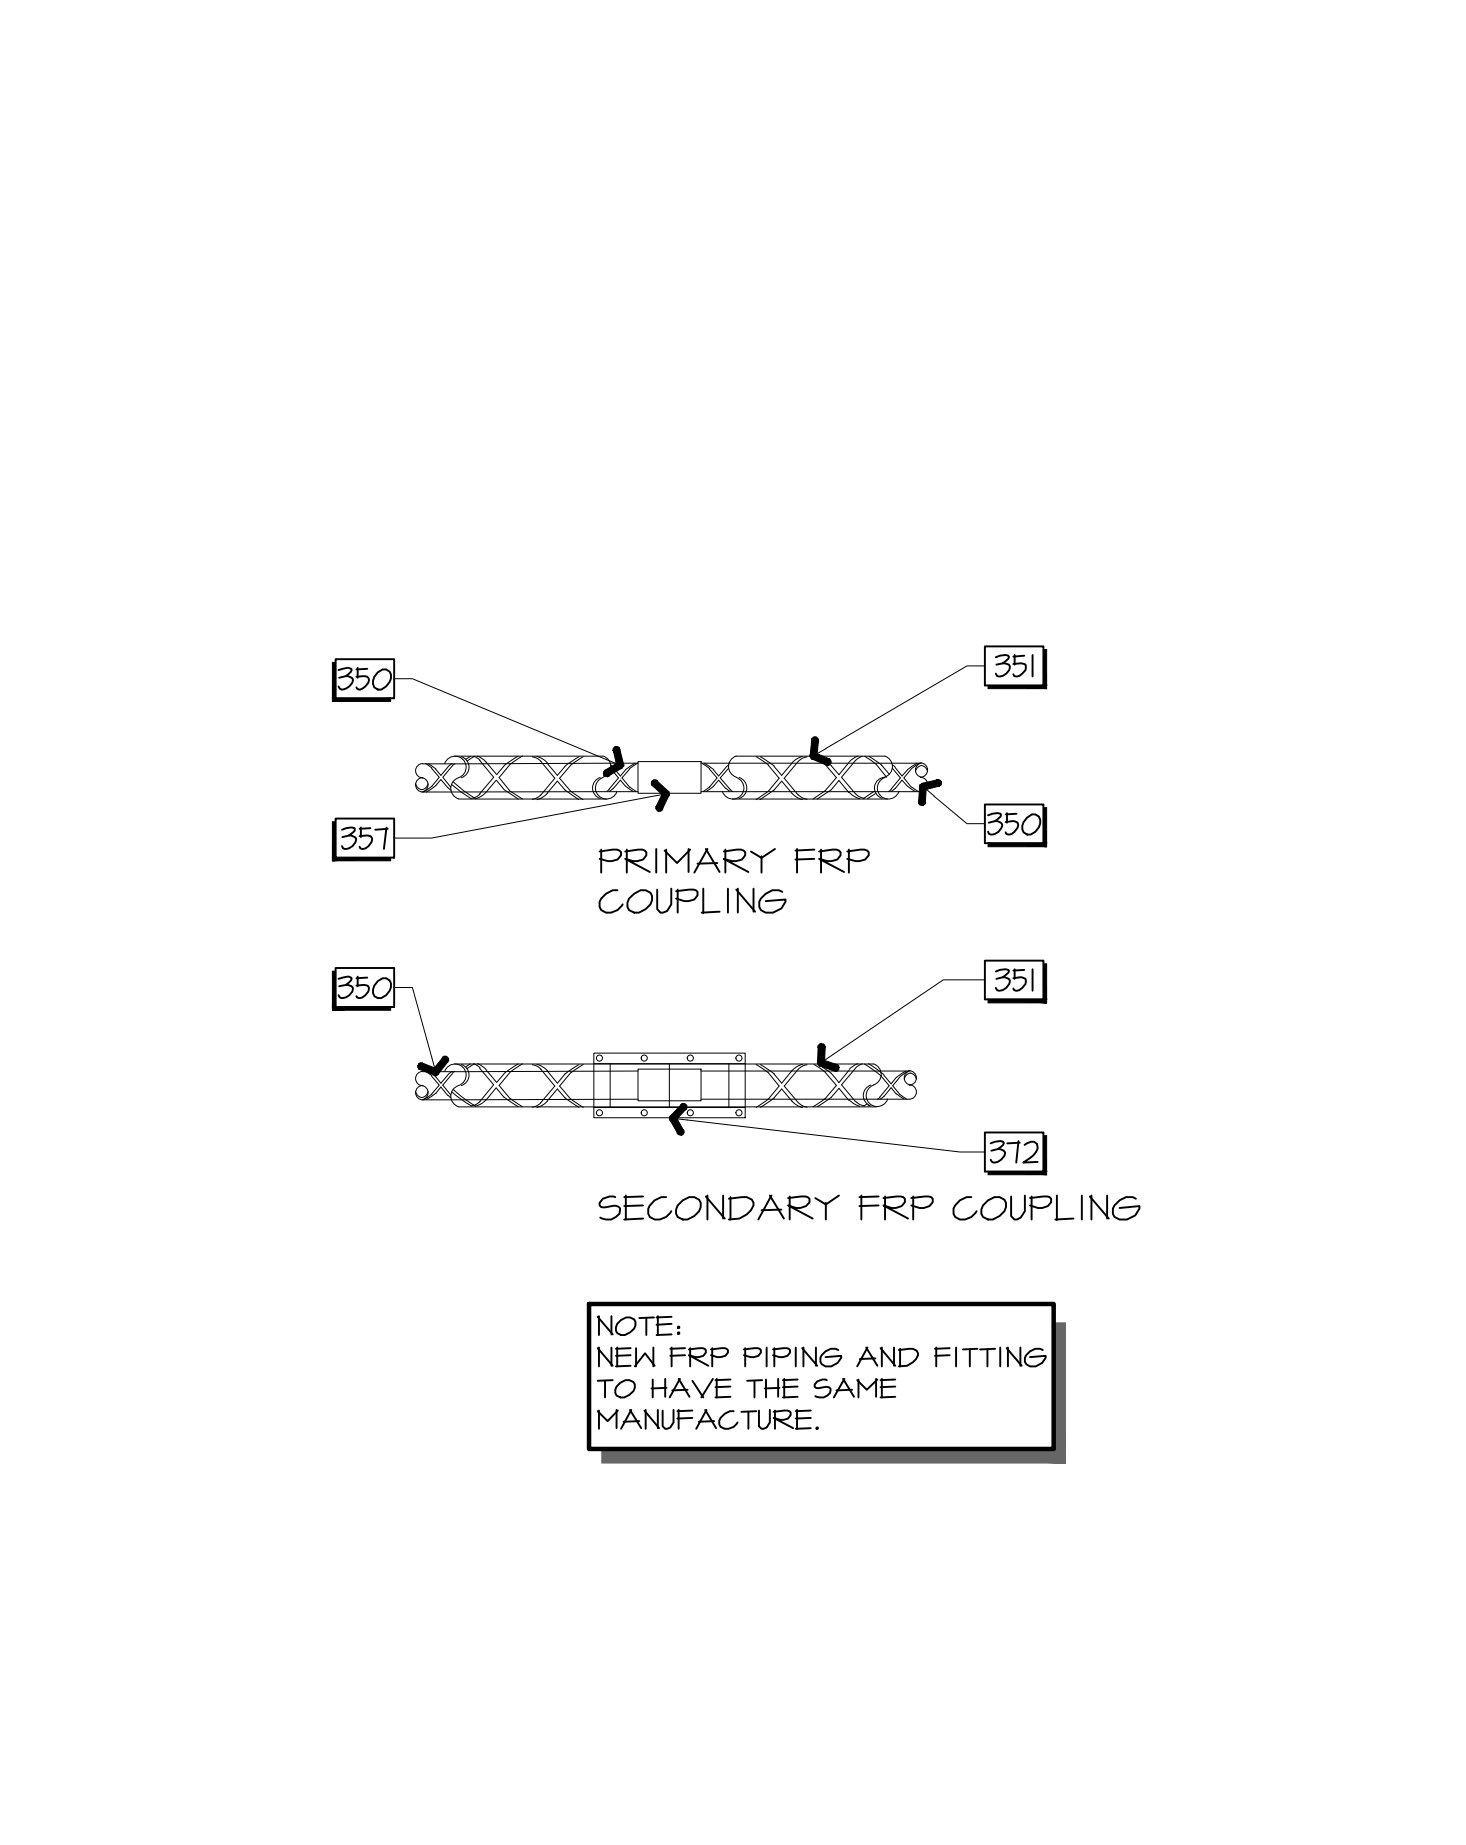 350
351
357
350
PRIMARY FRP
COUPLING
350
351
372
SECONDARY FRP COUPLING
NOTE:
NEW FRP PIPING AND FITTING
TO HAVE THE SAME
MANUFACTURE.